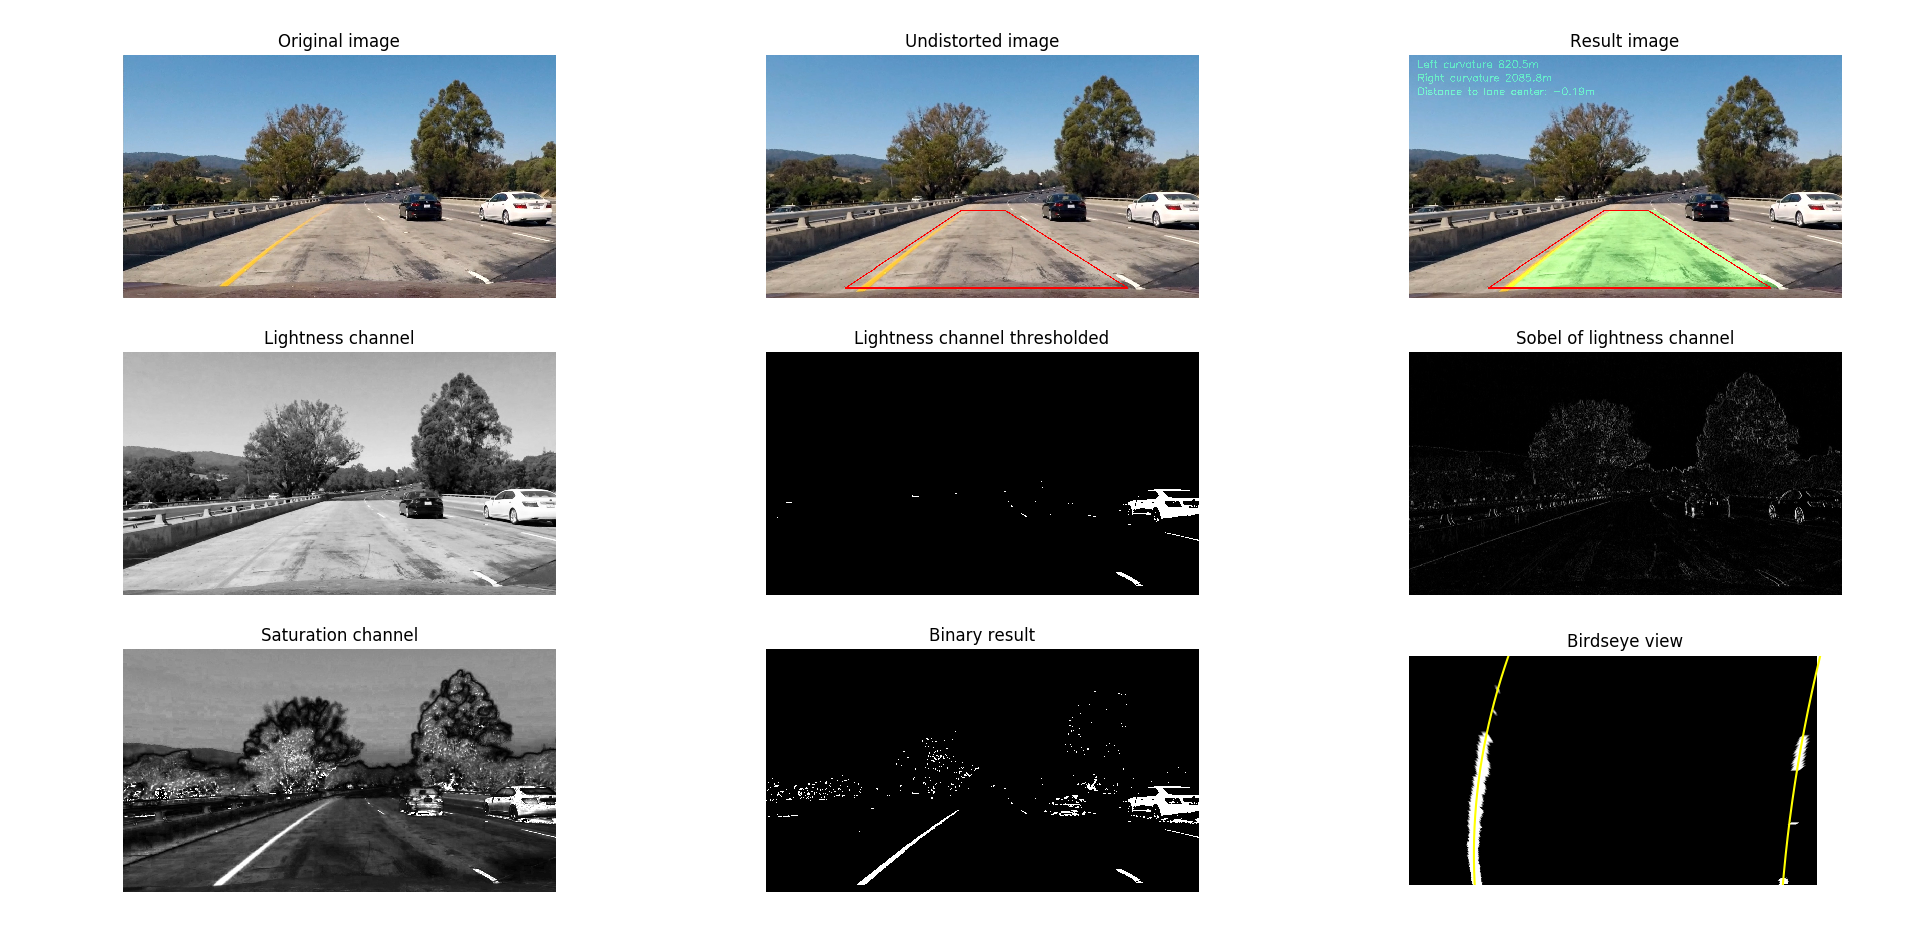 Original image
Undistorted image
Result image
Left curvature 820.5m
Right curvature 2085.8m
Distance to lane center: -0.19m
Lightness channel
Lightness channel thresholded
Sobel of lightness channel
Saturation channel
Binary result
Birdseye view